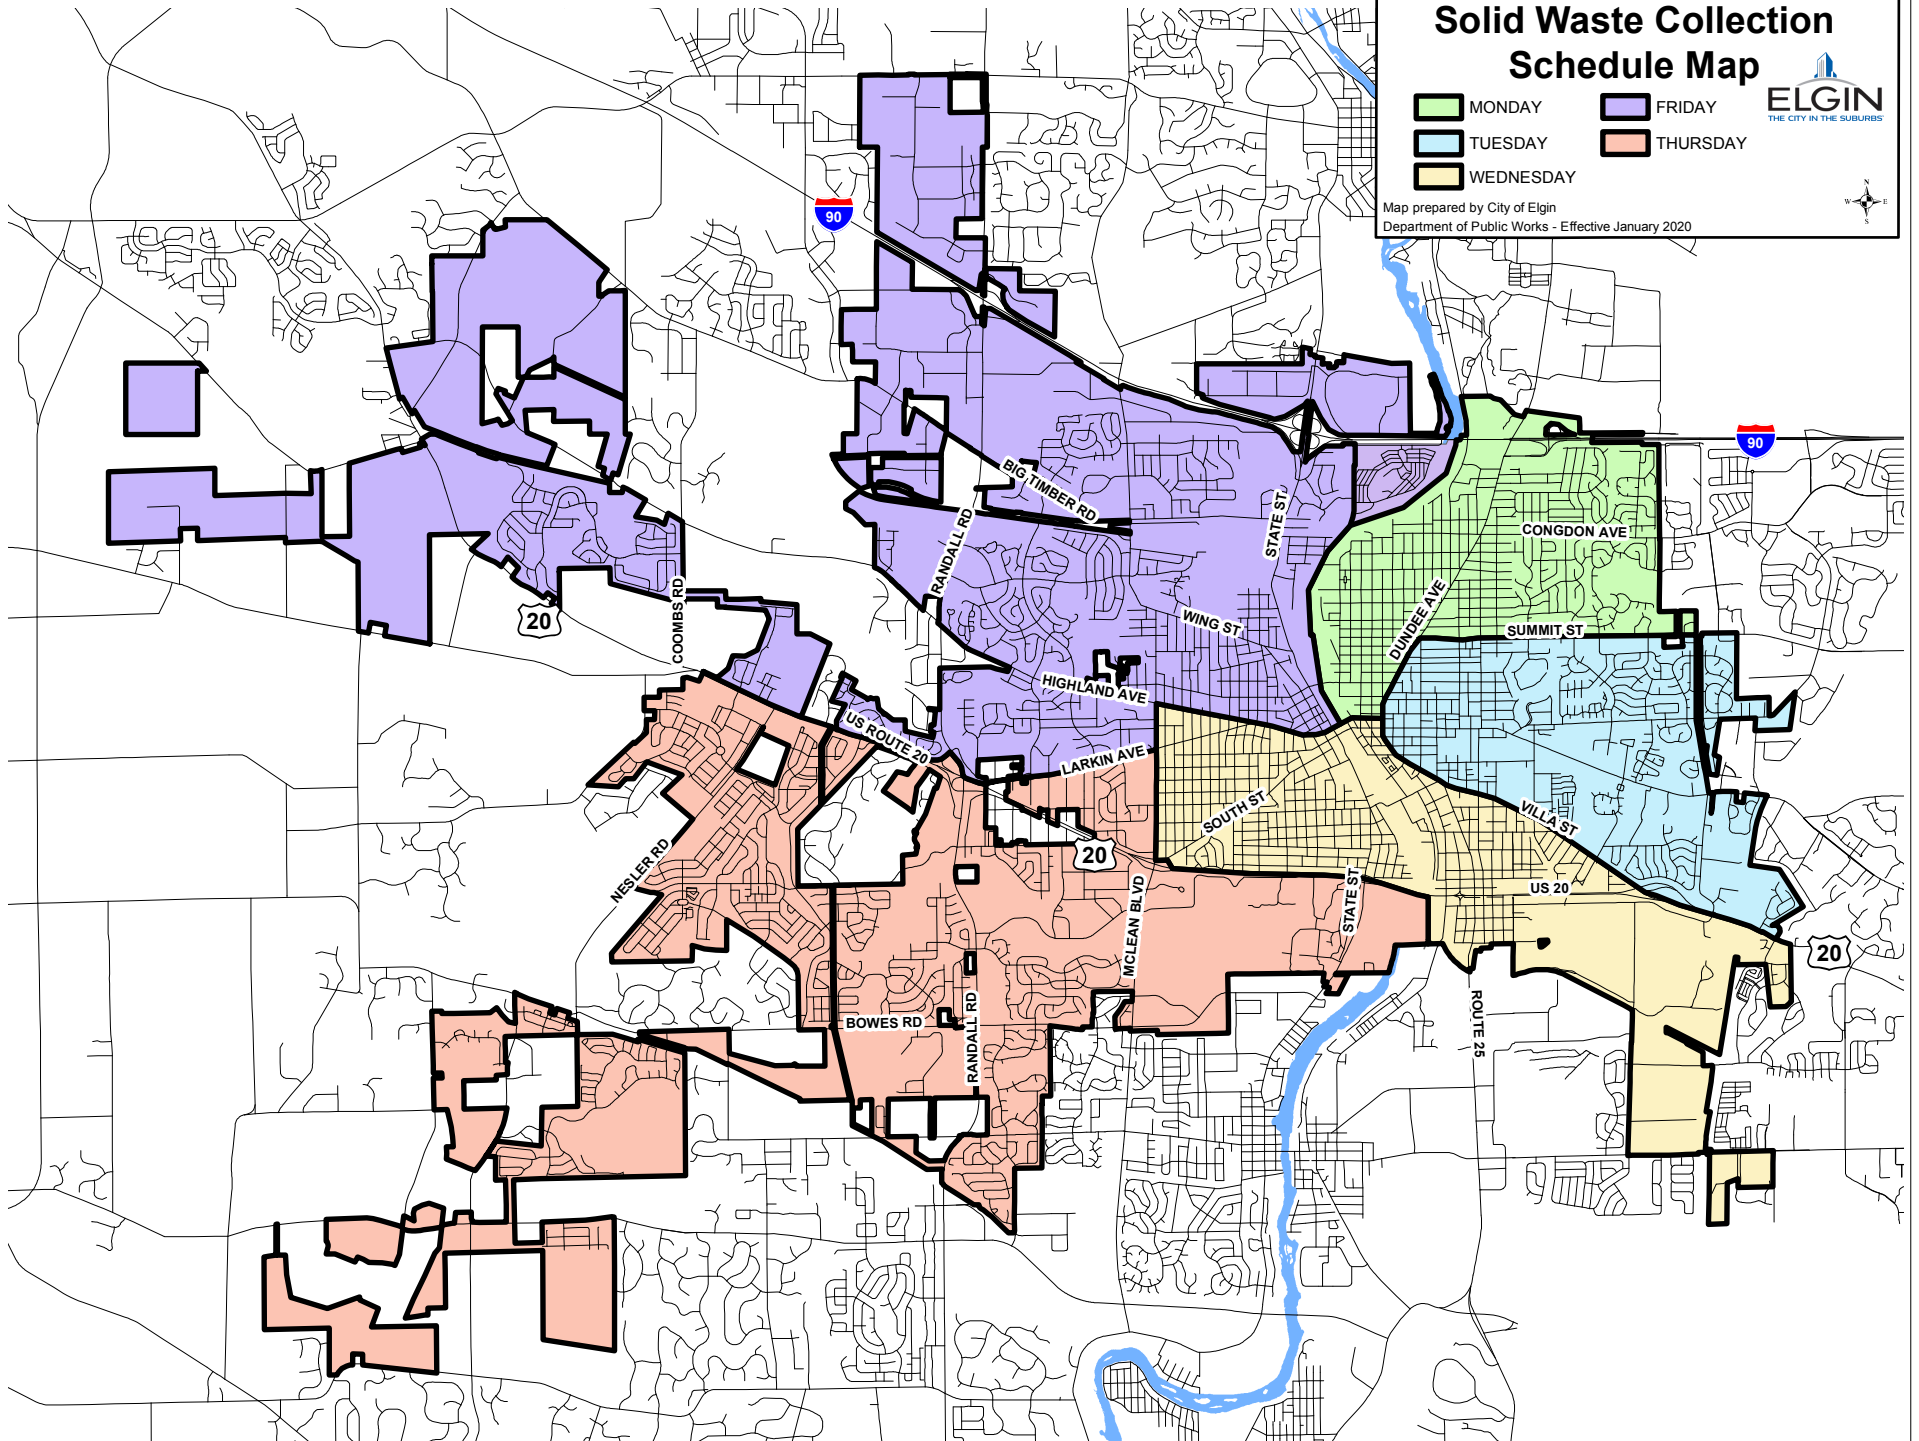 Solid Waste Collection
Schedule Map
MONDAY
FRIDAY
TUESDAY
THURSDAY
WEDNESDAY
ELGIN
THE CITY IN THE SUBURBS
Map prepared by City of Elgin
Department of Public Works - Effective January 2020
N
W
E
S
90
90
BIG TIMBER RD
STATE ST
CONGDON AVE
RANDALL RD
COOMBS RD
20
WING ST
DUNDEE AVE
SUMMIT ST
HIGHLAND AVE
US ROUTE 20
LARKIN AVE
SOUTH ST
VILLA ST
20
NESLER RD
MCLEAN BLVD
STATE ST
US 20
20
BOWES RD
RANDALL RD
ROUTE 25